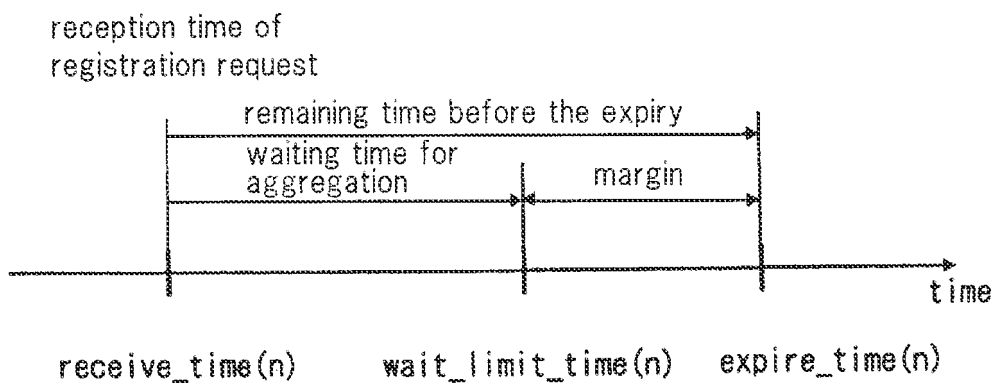 reception time of
registration request
remaining time before the expiry
waiting time for
aggregation
margin
time
receive_time(n)
wait_limit_time(n)
expire_time(n)